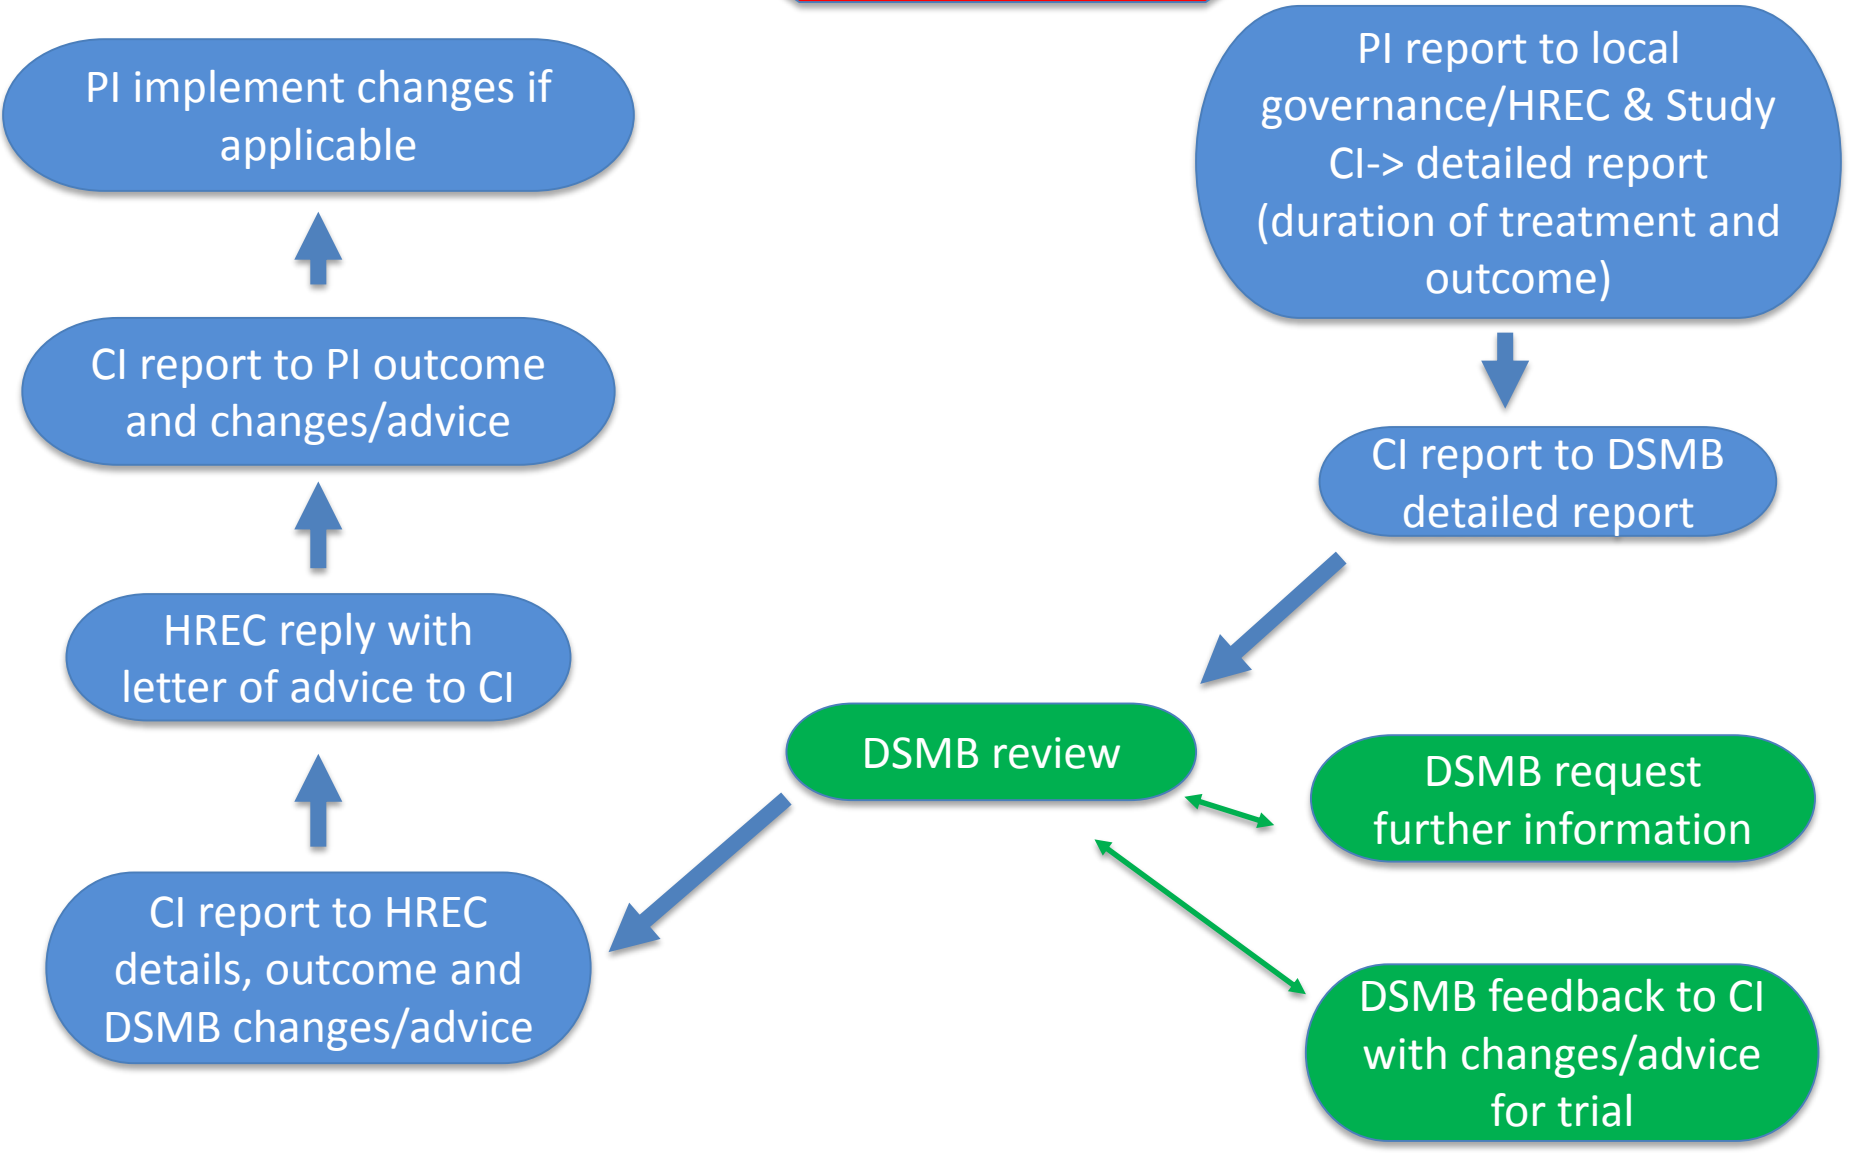 PI implement changes if
applicable
PI report to local
governance/HREC & Study
CI-> detailed report
(duration of treatment and
outcome)
CI report to PI outcome
and changes/advice
CI report to DSMB
detailed report
HREC reply with
letter of advice to CI
DSMB review
DSMB request
further information
CI report to HREC
details, outcome and
DSMB changes/advice
DSMB feedback to CI
with changes/advice
for trial